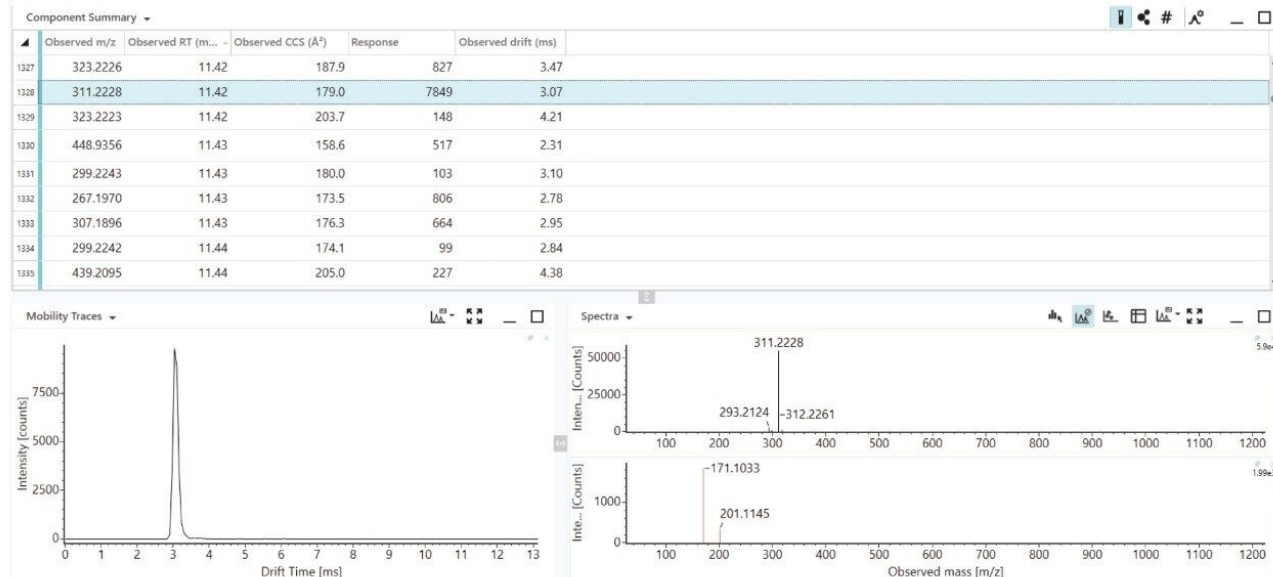 Component Summary
Observed m/z Observed RT (m... Observed CCS (Å²) Response Observed drift (ms)
1327 323.2226 11.42 187.9 827 3.47
1328 311.2228 11.42 179.0 7849 3.07
1329 323.2223 11.42 203.7 148 4.21
1330 448.9356 11.43 158.6 517 2.31
1331 299.2243 11.43 180.0 103 3.10
1332 267.1970 11.43 173.5 806 2.78
1333 307.1896 11.43 176.3 664 2.95
1334 299.2242 11.44 174.1 99 2.84
1335 439.2095 11.44 205.0 227 4.38
Mobility Traces
Intensity [counts]
7500
5000
2500
0
0 1 2 3 4 5 6 7 8 9 10 11 12 13
Drift Time [ms]
Spectra
Inten... [Counts]
50000
25000
0
311.2228
5.9e4
293.2124 312.2261
100 200 300 400 500 600 700 800 900 1000 1100 1200
Inte... [Counts]
1000
0
171.1033
201.1145
100 200 300 400 500 600 700 800 900 1000 1100 1200
Observed mass [m/z]